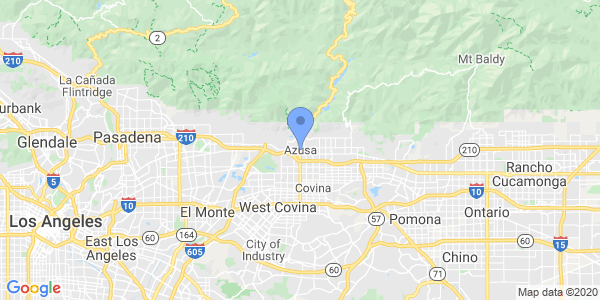 2
Mt Baldy
210
La Cañada
Flintridge
Burbank
Pasadena
210
Glendale
Azusa
210
Rancho
Cucamonga
5
Covina
10
10
El Monte
West Covina
Ontario
Los Angeles
57
Pomona
East Los
Angeles
60
164
605
City of
Industry
60
60
15
71
Chino
Google
Map data ©2020